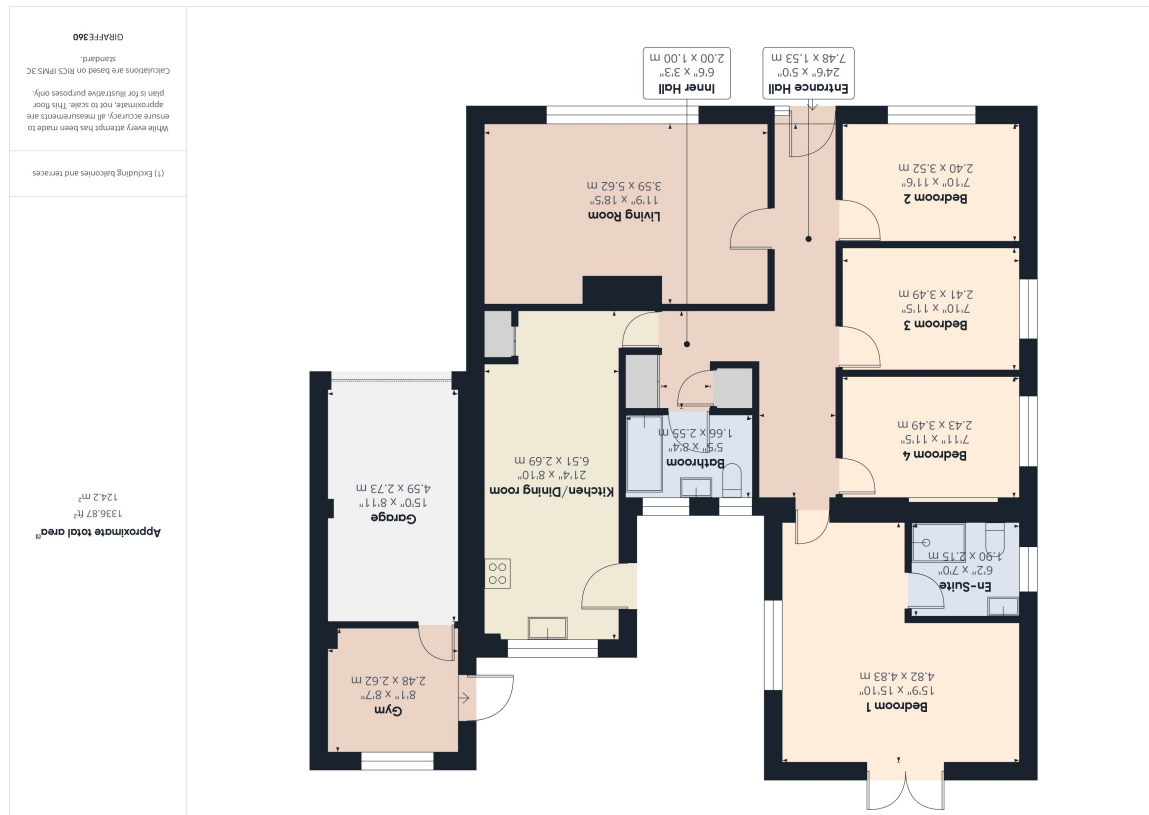 Approximate total area⁽¹⁾
1336.87 ft²
124.2 m²
(1) Excluding balconies and terraces
While every attempt has been made to
ensure accuracy, all measurements are
approximate, not to scale. This floor
plan is for illustrative purposes only.
Calculations are based on RICS IPMS 3C
standard.
GIRAFFE360
Bedroom 1
15'9" x 15'10"
4.82 x 4.83 m
En-Suite
6'2" x 7'0"
1.90 x 2.15 m
Gym
8'1" x 8'7"
2.48 x 2.62 m
Garage
15'0" x 8'11"
4.59 x 2.73 m
Kitchen/Dining room
21'4" x 8'10"
6.51 x 2.69 m
Bathroom
5'5" x 8'4"
1.66 x 2.55 m
Bedroom 4
7'11" x 11'5"
2.43 x 3.49 m
Bedroom 3
7'10" x 11'5"
2.41 x 3.49 m
Bedroom 2
7'10" x 11'6"
2.40 x 3.52 m
Living Room
11'9" x 18'5"
3.59 x 5.62 m
Entrance Hall
24'6" x 5'0"
7.48 x 1.53 m
Inner Hall
6'6" x 3'3"
2.00 x 1.00 m